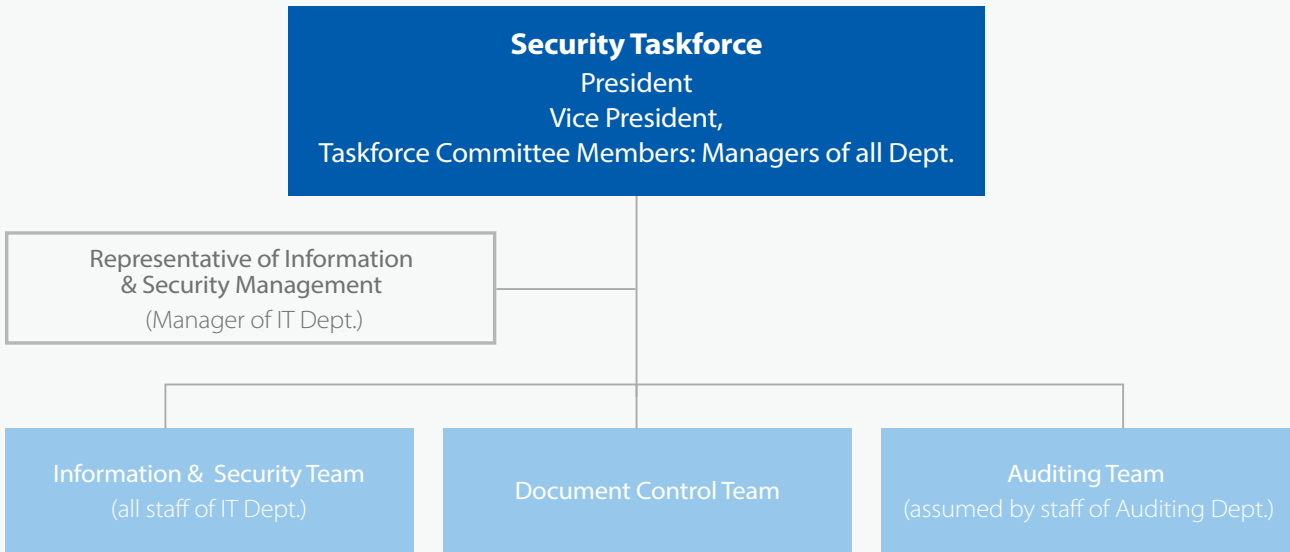 Security Taskforce
President
Vice President,
Taskforce Committee Members: Managers of all Dept.
Representative of Information
& Security Management
(Manager of IT Dept.)
Information & Security Team
(all staff of IT Dept.)
Document Control Team
Auditing Team
(assumed by staff of Auditing Dept.)